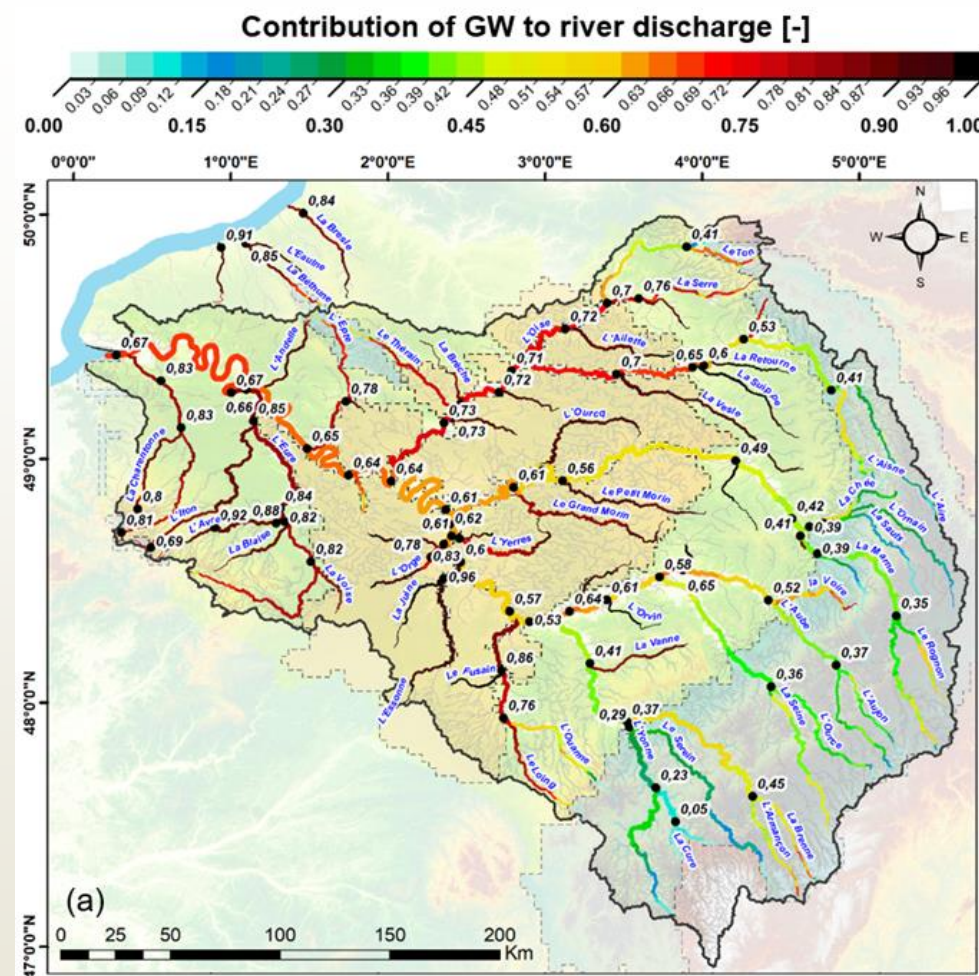 Contribution of GW to river discharge [-]
0.03 0.06 0.09 0.12 0.18 0.21 0.24 0.27 0.33 0.36 0.39 0.42 0.48 0.51 0.54 0.57 0.63 0.66 0.69 0.72 0.78 0.81 0.84 0.87 0.93 0.96
0.00 0.15 0.30 0.45 0.60 0.75 0.90 1.00
0°0'0" 1°0'0"E 2°0'0"E 3°0'0"E 4°0'0"E 5°0'0"E
50°0'0"N
49°0'0"N
48°0'0"N
47°0'0"N
N
W E
S
0,84
La Bresle
0,91
L'Eaulne
0,85
La Béthune
0,41
Le Ton
0,7
0,76
La Serre
0,72
L'Oise
L'Ailette
0,53
0,67
L'Andelle
L'Epte
Le Thérain
La Brèche
0,71
0,7
0,65
0,6
La Retourne
0,83
0,67
0,78
0,72
La Suippe
0,41
0,83
0,66
0,85
0,73
0,73
L'Ourcq
La Vesle
La Charentonne
L'Eure
0,65
0,64
0,64
0,61
0,56
0,49
L'Aisne
La Chée
L'Aire
0,8
L'Iton
0,84
Le Petit Morin
Le Grand Morin
L'Ornain
0,81
L'Avre
0,92
0,88
0,82
0,61
0,61
0,62
0,42
0,41
0,39
La Saulx
0,69
La Blaise
0,82
0,78
L'Orge
0,83
0,6
L'Yerres
0,39
La Marne
La Voise
0,96
La Juine
0,58
0,65
0,52
la Voire
0,57
0,53
0,64
0,61
L'Orvin
L'Aube
0,35
Le Rognon
0,86
Le Fusain
0,41
La Vanne
0,37
L'Essonne
0,76
0,36
La Seine
L'Aujon
L'Ource
0,29
0,37
L'Ouanne
L'Yonne
Le Serein
Le Loing
0,23
0,45
0,05
L'Armançon
La Brenne
La Cure
(a)
0 25 50 100 150 200
Km